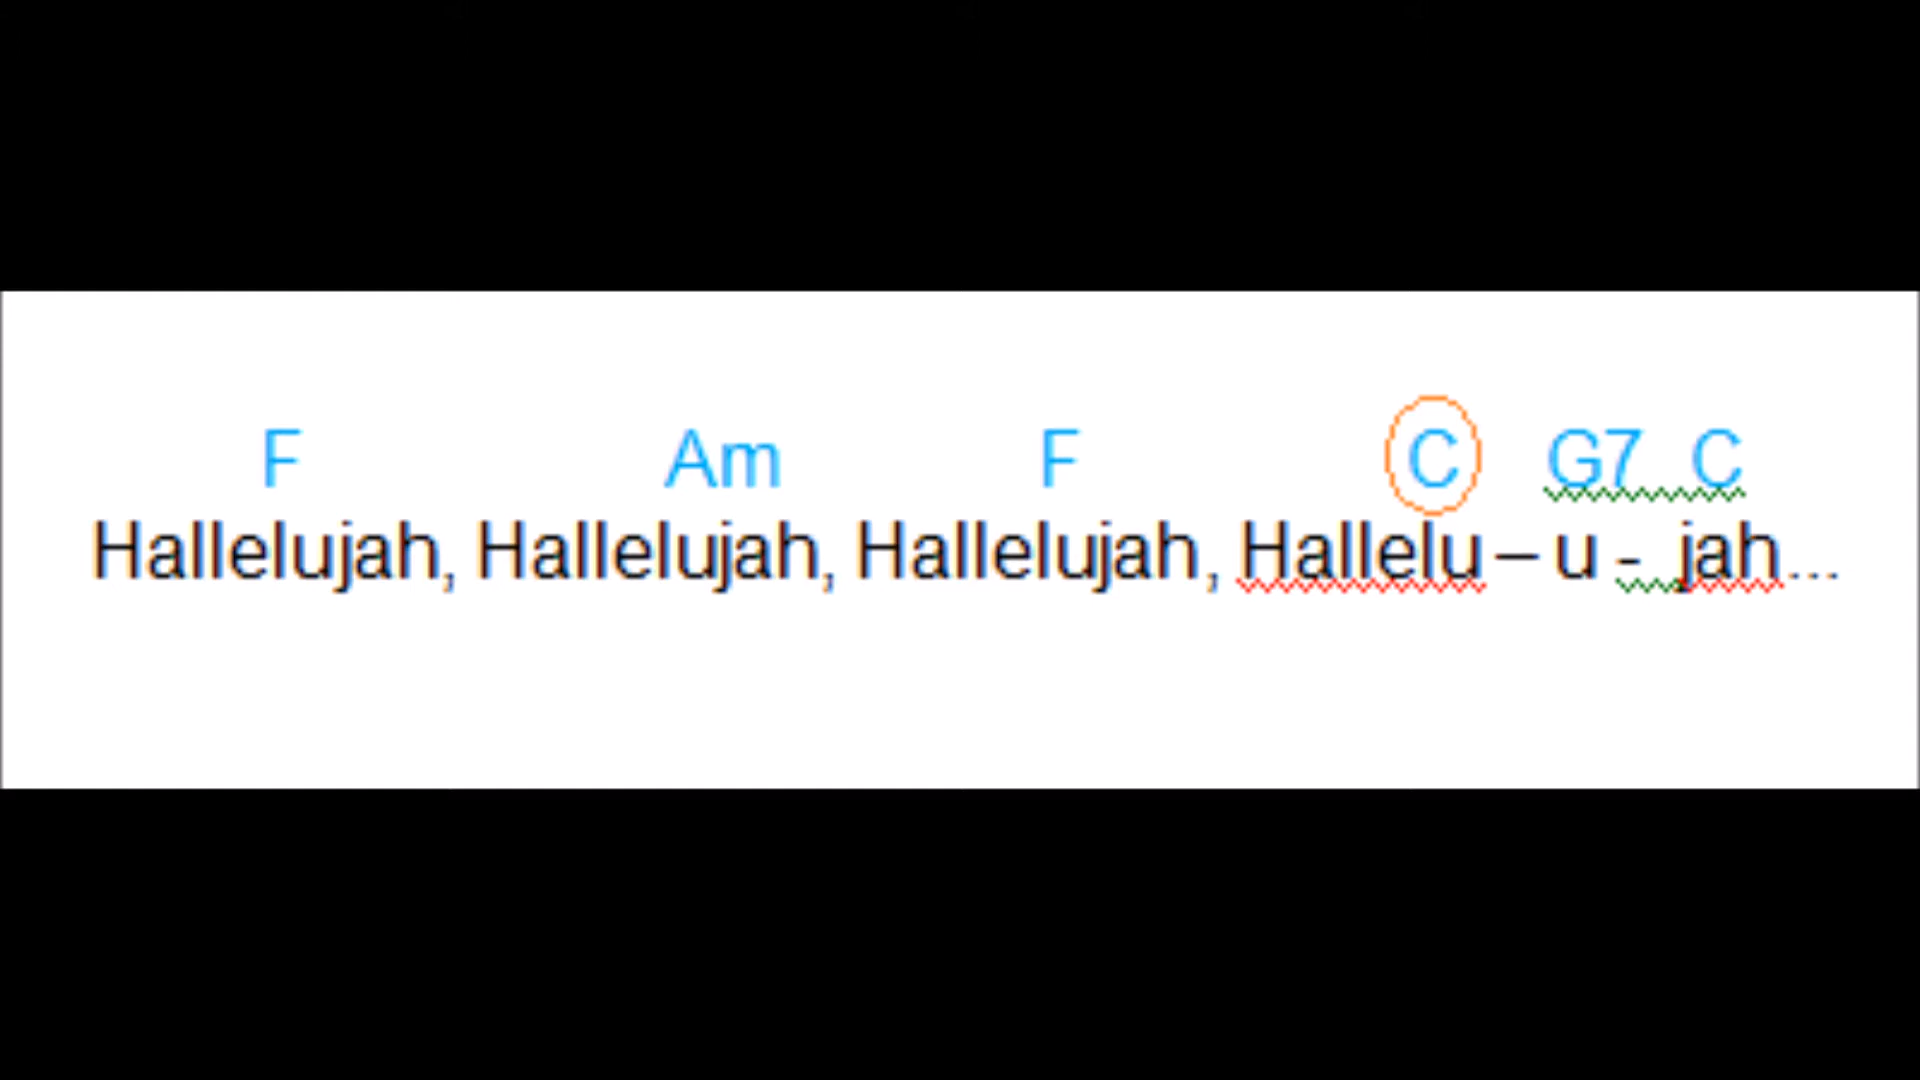 F Am F C G7 C
Hallelujah, Hallelujah, Hallelujah, Hallelu – u - jah...